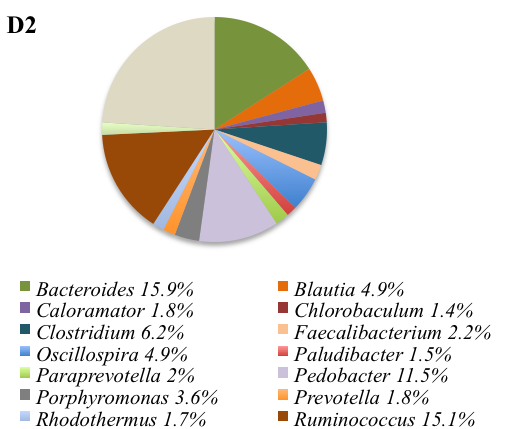 D2
Bacteroides 15.9%
Blautia 4.9%
Caloramator 1.8%
Chlorobaculum 1.4%
Clostridium 6.2%
Faecalibacterium 2.2%
Oscillospira 4.9%
Paludibacter 1.5%
Paraprevotella 2%
Pedobacter 11.5%
Porphyromonas 3.6%
Prevotella 1.8%
Rhodothermus 1.7%
Ruminococcus 15.1%